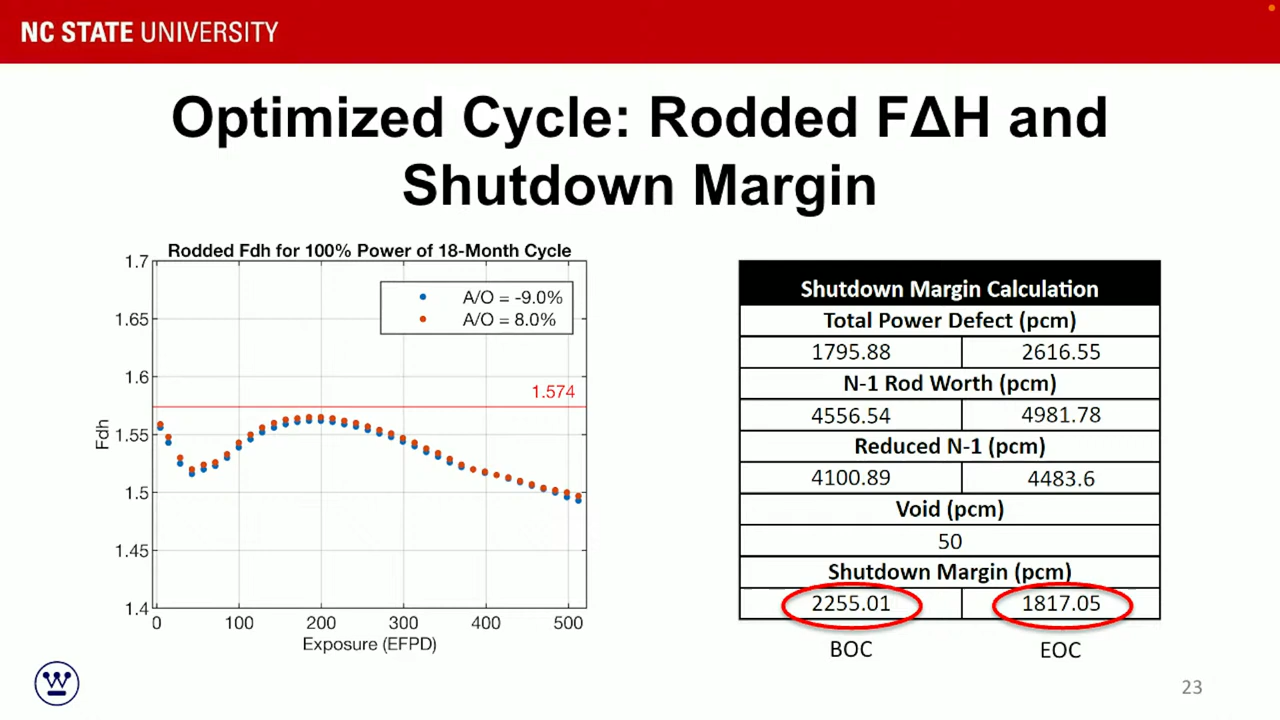 NC STATE UNIVERSITY
Optimized Cycle: Rodded FΔH and
Shutdown Margin
Rodded Fdh for 100% Power of 18-Month Cycle
1.7
1.65
1.6
1.55
1.5
1.45
1.4
Fdh
A/O = -9.0%
A/O = 8.0%
1.574
0 100 200 300 400 500
Exposure (EFPD)
Shutdown Margin Calculation
Total Power Defect (pcm)
1795.88 2616.55
N-1 Rod Worth (pcm)
4556.54 4981.78
Reduced N-1 (pcm)
4100.89 4483.6
Void (pcm)
50
Shutdown Margin (pcm)
2255.01 1817.05
BOC EOC
W
23